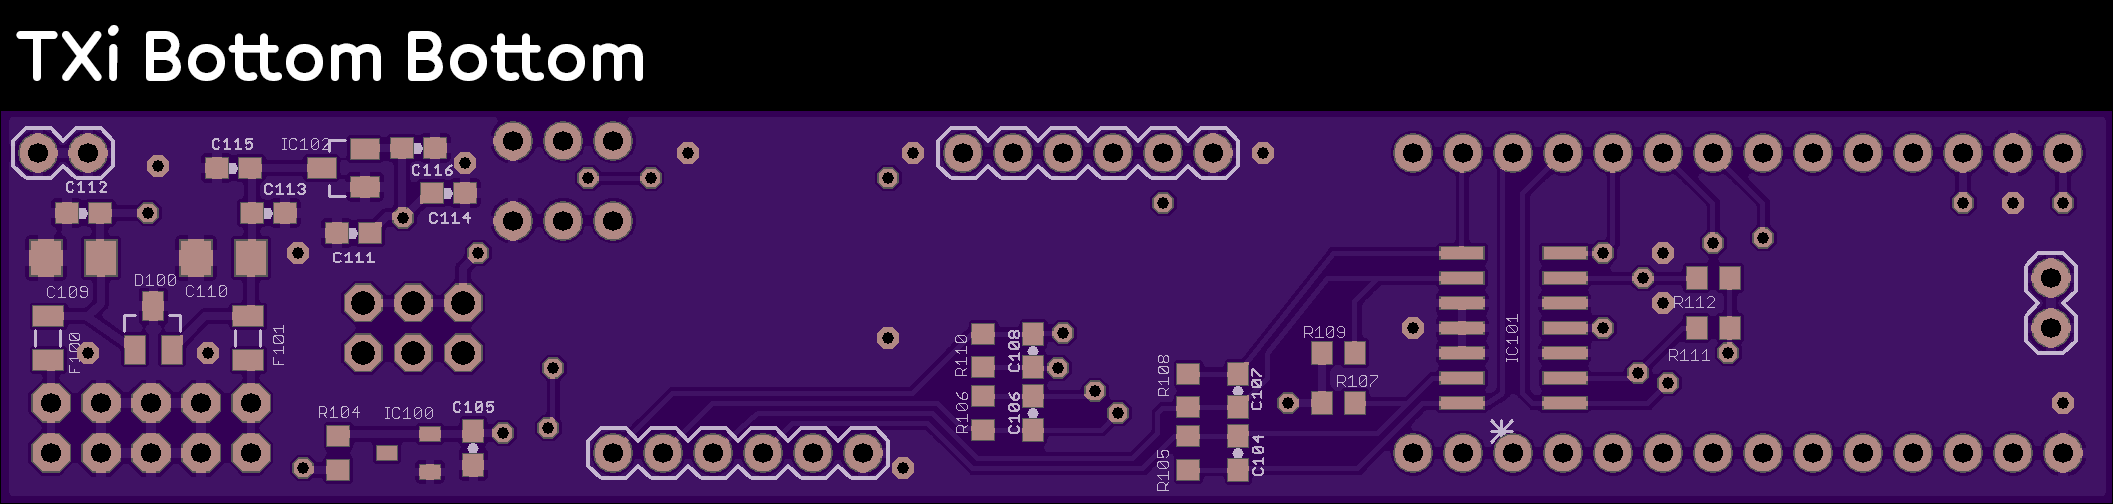 TXi Bottom Bottom
C115
IC102
C116
C112
C113
C114
C111
C109
D100
C110
F100
F101
R104
IC100
C105
R110
C108
R106
C106
R108
C107
R105
C104
R109
R107
IC101
R112
R111